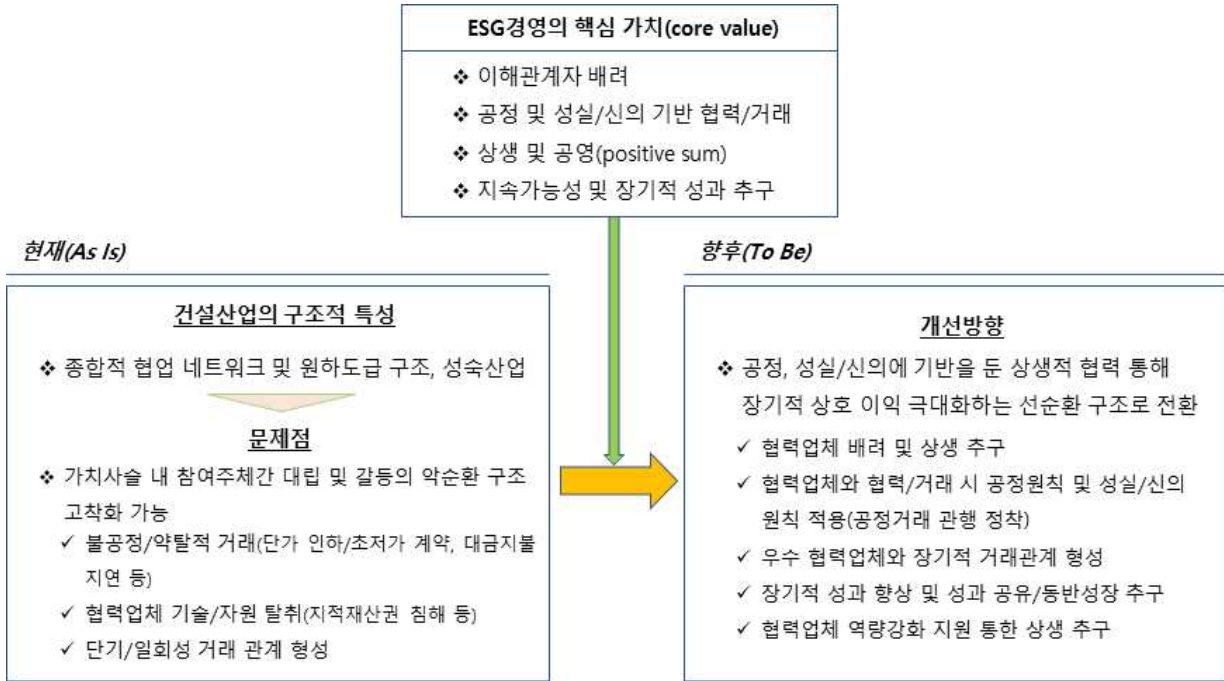 ESG경영의 핵심 가치(core value)
❖ 이해관계자 배려
❖ 공정 및 성실/신의 기반 협력/거래
❖ 상생 및 공영(positive sum)
❖ 지속가능성 및 장기적 성과 추구
현재(As Is)
건설산업의 구조적 특성
❖ 종합적 협업 네트워크 및 원하도급 구조, 성숙산업
문제점
❖ 가치사슬 내 참여주체간 대립 및 갈등의 악순환 구조
고착화 가능
✓ 불공정/약탈적 거래(단가 인하/초저가 계약, 대금지불
지연 등)
✓ 협력업체 기술/자원 탈취(지적재산권 침해 등)
✓ 단기/일회성 거래 관계 형성
향후(To Be)
개선방향
❖ 공정, 성실/신의에 기반을 둔 상생적 협력 통해
장기적 상호 이익 극대화하는 선순환 구조로 전환
✓ 협력업체 배려 및 상생 추구
✓ 협력업체와 협력/거래 시 공정원칙 및 성실/신의
원칙 적용(공정거래 관행 정착)
✓ 우수 협력업체와 장기적 거래관계 형성
✓ 장기적 성과 향상 및 성과 공유/동반성장 추구
✓ 협력업체 역량강화 지원 통한 상생 추구